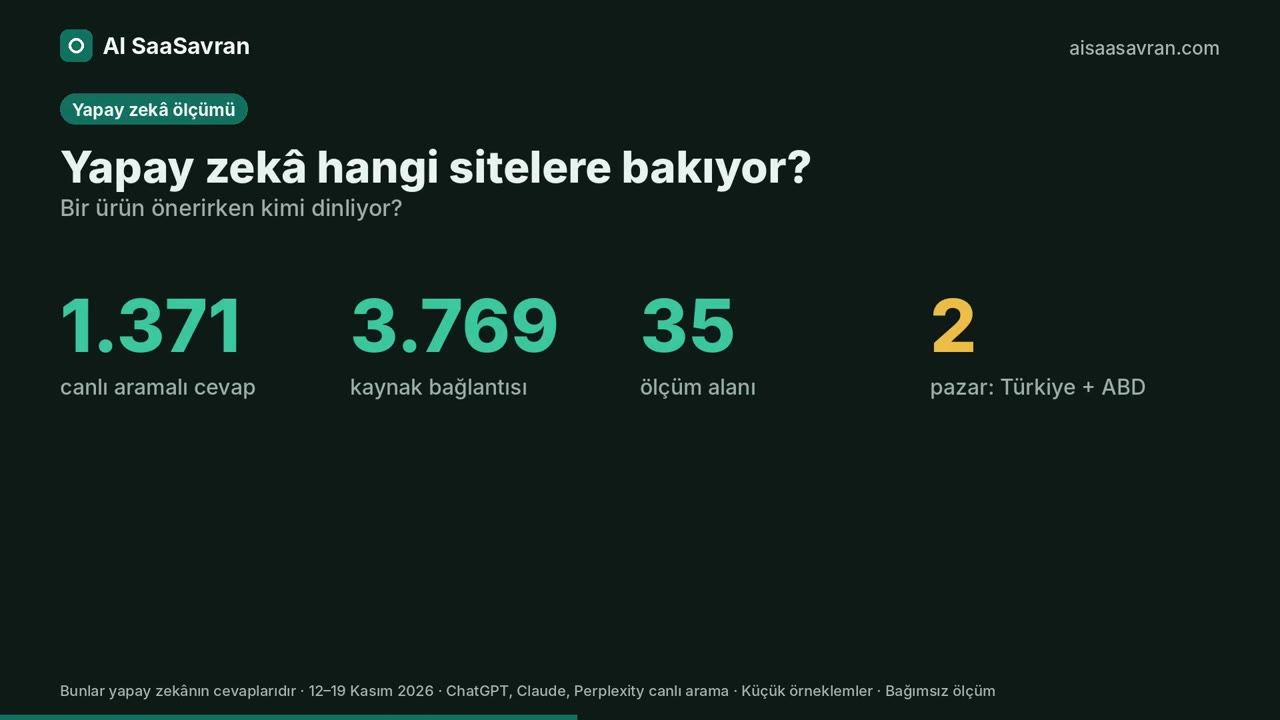 AI SaaSavran
aisaasavran.com
Yapay zekâ ölçümü
Yapay zekâ hangi sitelere bakıyor?
Bir ürün önerirken kimi dinliyor?
1.371
3.769
35
2
canlı aramalı cevap
kaynak bağlantısı
ölçüm alanı
pazar: Türkiye + ABD
Bunlar yapay zekânın cevaplarıdır · 12–19 Kasım 2026 · ChatGPT, Claude, Perplexity canlı arama · Küçük örneklemler · Bağımsız ölçüm